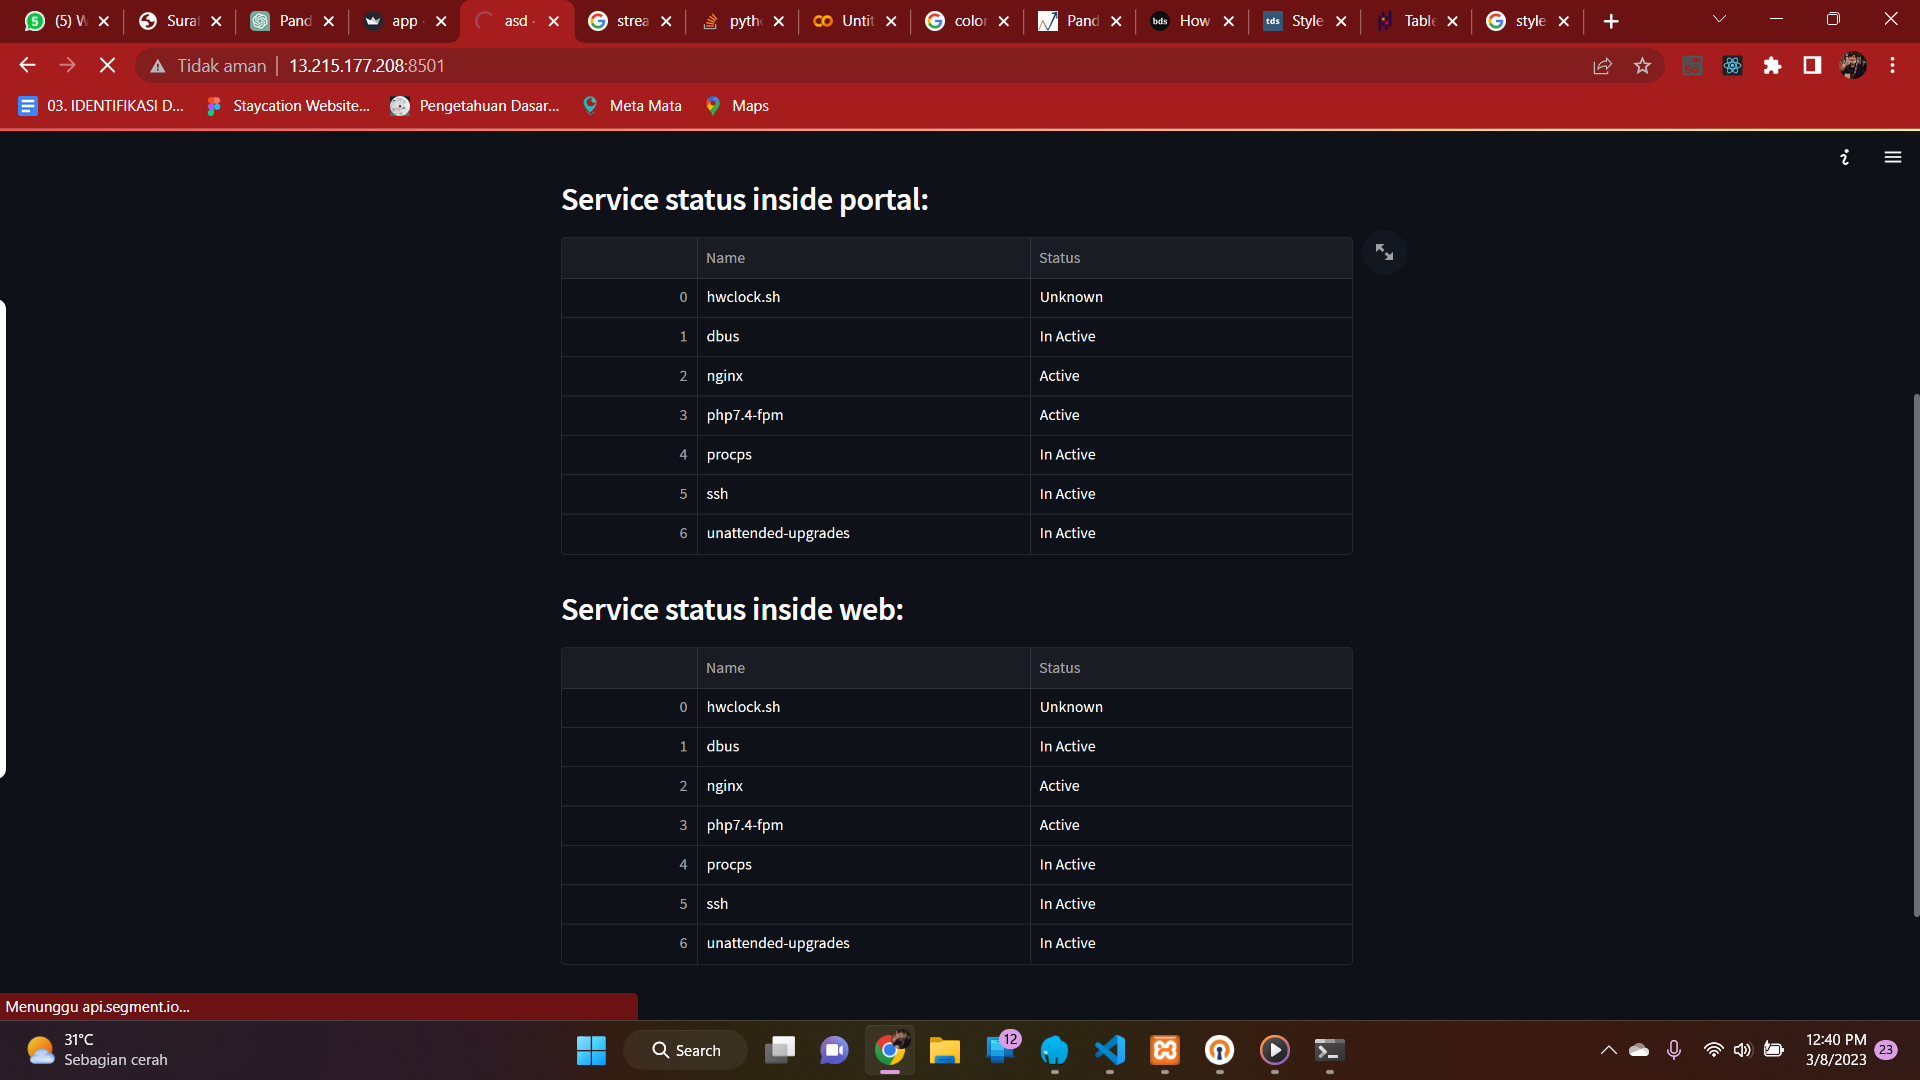 (5) W
Sura
Pand
app
asd
strea
pyth
Untit
color
Pand
How
Style
Table
style
Tidak aman
13.215.177.208:8501
03. IDENTIFIKASI D...
Staycation Website...
Pengetahuan Dasar...
Meta Mata
Maps
Service status inside portal:
Name Status
0 hwclock.sh Unknown
1 dbus In Active
2 nginx Active
3 php7.4-fpm Active
4 procps In Active
5 ssh In Active
6 unattended-upgrades In Active
Service status inside web:
Name Status
0 hwclock.sh Unknown
1 dbus In Active
2 nginx Active
3 php7.4-fpm Active
4 procps In Active
5 ssh In Active
6 unattended-upgrades In Active
Menunggu api.segment.io...
31°C
Sebagian cerah
Search
12
12:40 PM
3/8/2023
23